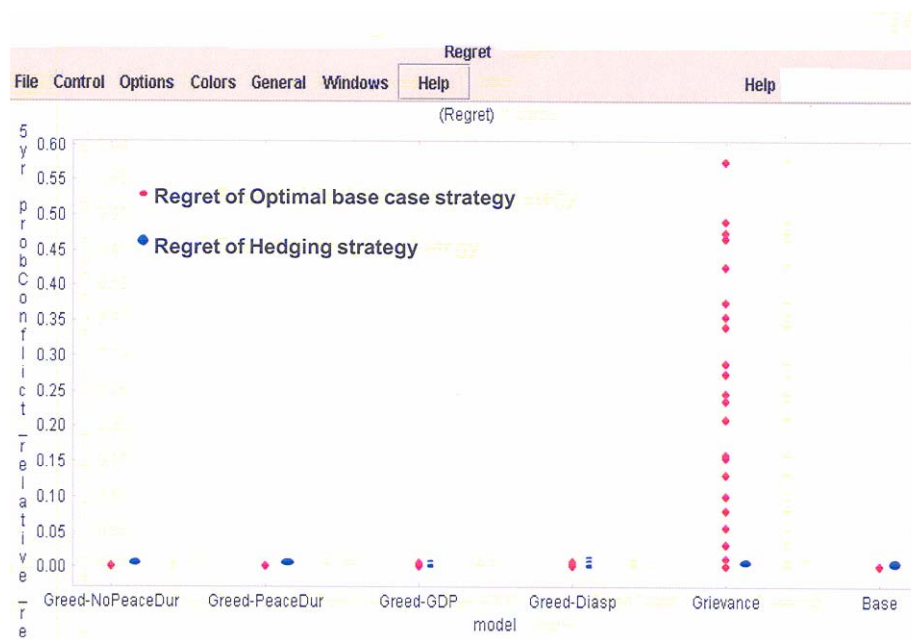 Regret
File Control Options Colors General Windows Help Help
(Regret)
5yr probConflict_relative_re
0.60
0.55
Regret of Optimal base case strategy
0.50
Regret of Hedging strategy
0.45
0.40
0.35
0.30
0.25
0.20
0.15
0.10
0.05
0.00
Greed-NoPeaceDur Greed-PeaceDur Greed-GDP Greed-Diasp Grievance Base
model